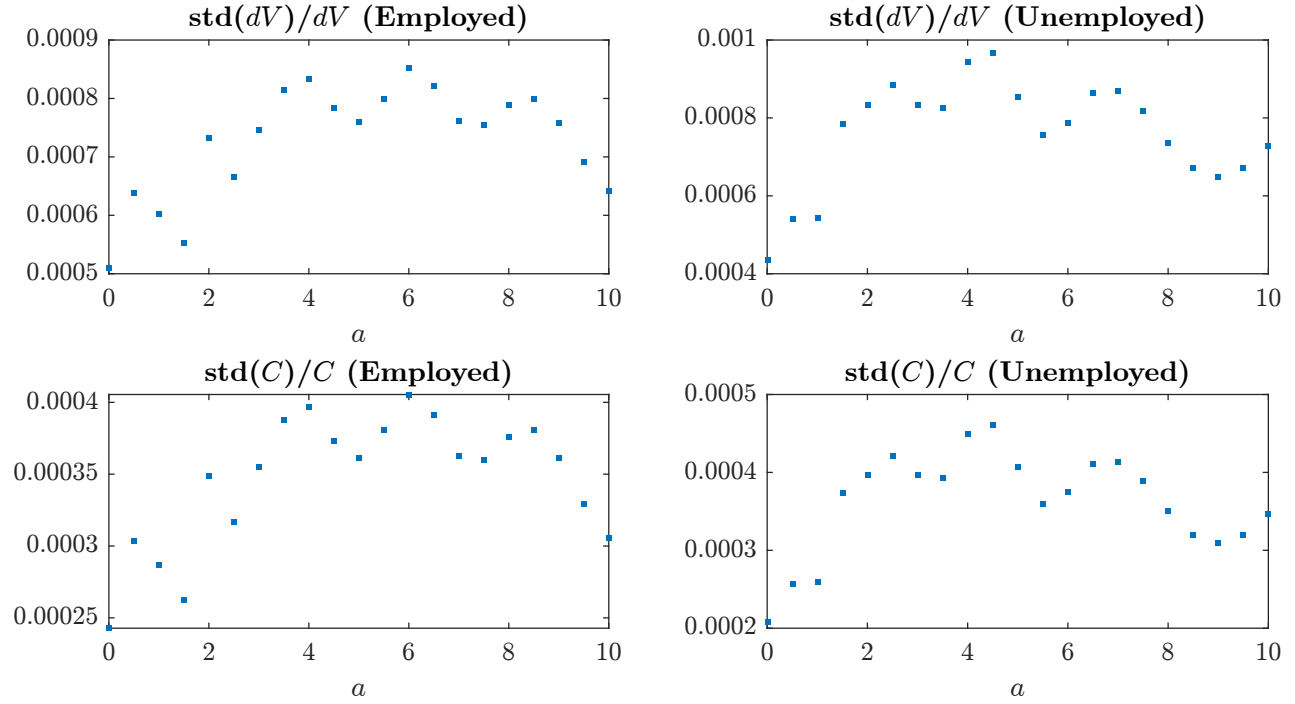 std(dV)/dV (Employed)
0.0009
0.0008
0.0007
0.0006
0.0005
0 2 4 6 8 10
a
std(dV)/dV (Unemployed)
0.001
0.0008
0.0006
0.0004
0 2 4 6 8 10
a
std(C)/C (Employed)
0.0004
0.00035
0.0003
0.00025
0 2 4 6 8 10
a
std(C)/C (Unemployed)
0.0005
0.0004
0.0003
0.0002
0 2 4 6 8 10
a